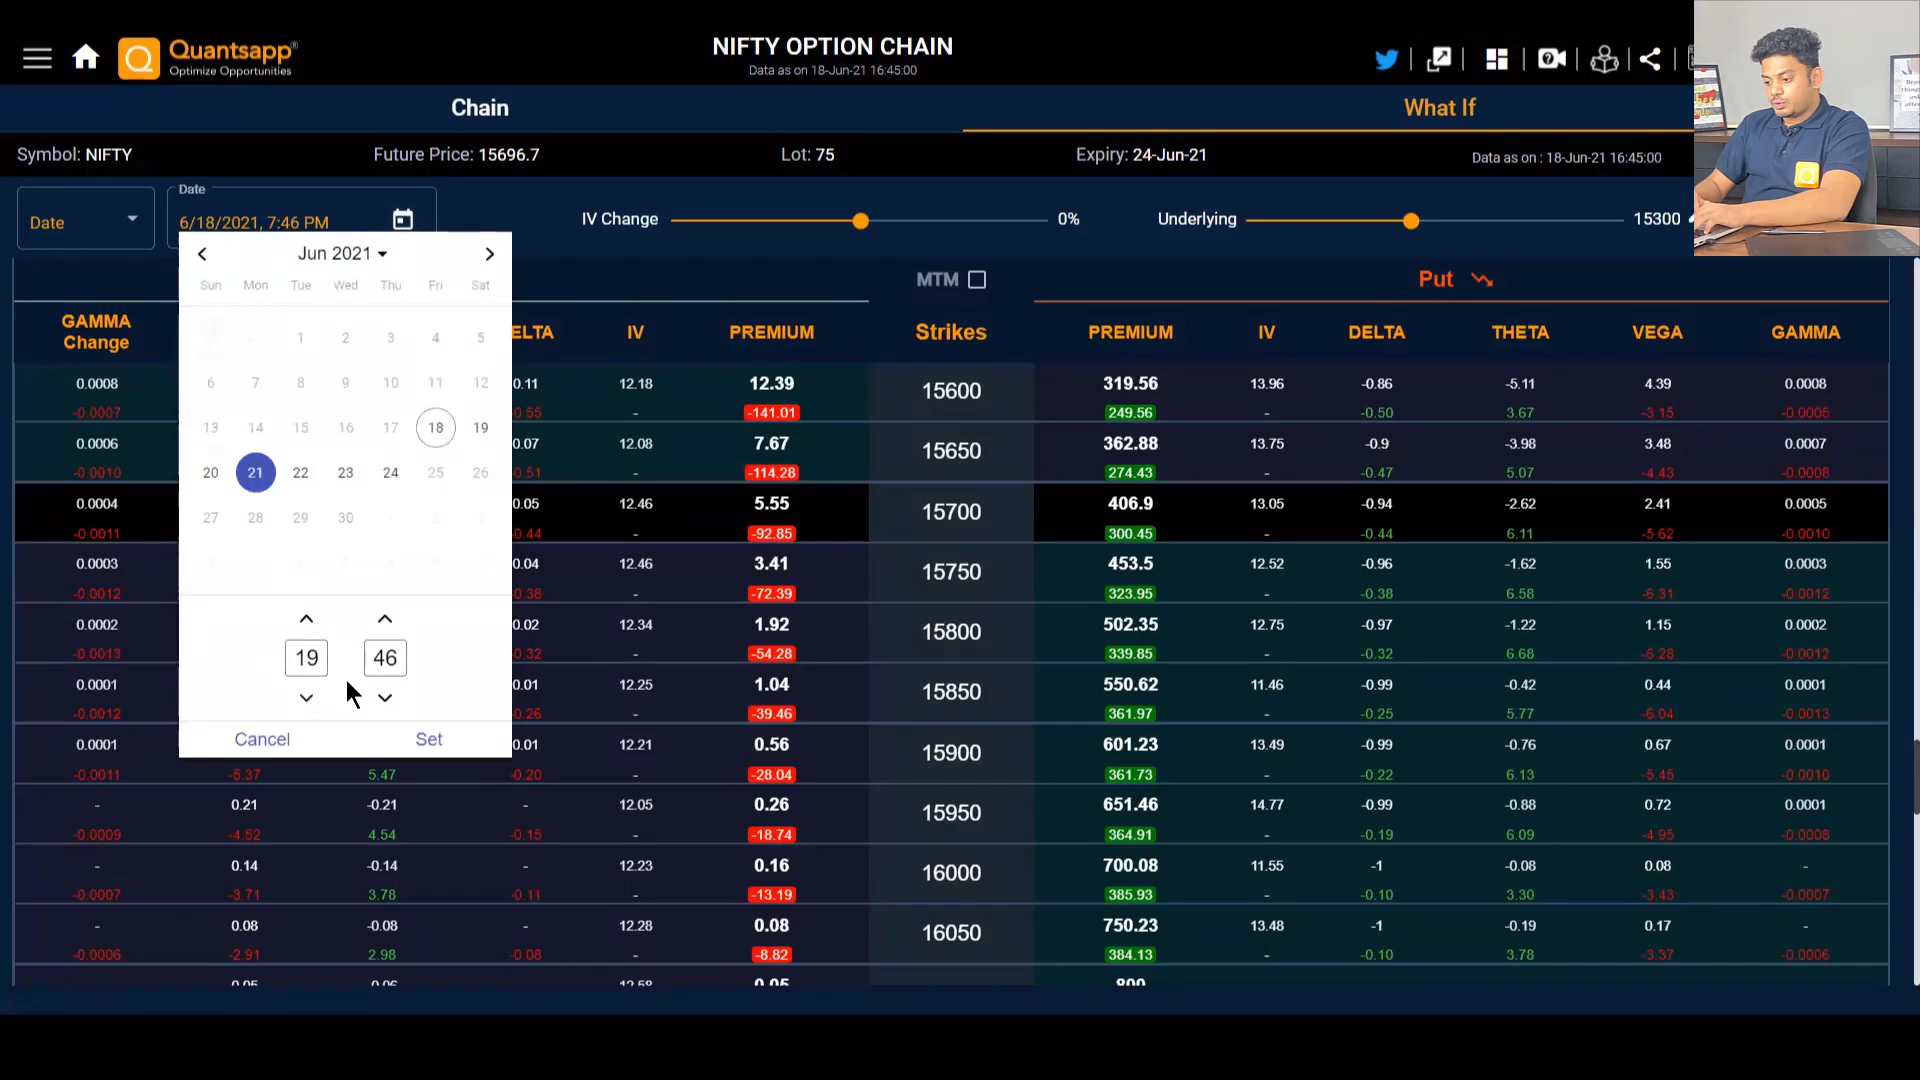 Quantsapp®
Optimize Opportunities
NIFTY OPTION CHAIN
Data as on 18-Jun-21 16:45:00
Chain
What If
Symbol: NIFTY
Future Price: 15696.7
Lot: 75
Expiry: 24-Jun-21
Data as on : 18-Jun-21 16:45:00
Date
Date
6/18/2021, 7:46 PM
IV Change
0%
Underlying
15300
Jun 2021
Sun Mon Tue Wed Thu Fri Sat
1 2 3 4 5
6 7 8 9 10 11 12
13 14 15 16 17 18 19
20 21 22 23 24 25 26
27 28 29 30
19 46
Cancel Set
MTM
Put
GAMMA Change ELTA IV PREMIUM Strikes PREMIUM IV DELTA THETA VEGA GAMMA
0.0008 0.11 12.18 12.39 15600 319.56 13.96 -0.86 -5.11 4.39 0.0008
-0.0007 0.55 - -141.01 249.56 - -0.50 3.67 -3.15 -0.0005
0.0006 0.07 12.08 7.67 15650 362.88 13.75 -0.9 -3.98 3.48 0.0007
-0.0010 0.51 - -114.28 274.43 - -0.47 5.07 -4.43 -0.0008
0.0004 0.05 12.46 5.55 15700 406.9 13.05 -0.94 -2.62 2.41 0.0005
-0.0011 0.44 - -92.85 300.45 - -0.44 6.11 -5.62 -0.0010
0.0003 0.04 12.46 3.41 15750 453.5 12.52 -0.96 -1.62 1.55 0.0003
-0.0012 0.38 - -72.39 323.95 - -0.38 6.58 -6.31 -0.0012
0.0002 0.02 12.34 1.92 15800 502.35 12.75 -0.97 -1.22 1.15 0.0002
-0.0013 0.32 - -54.28 339.85 - -0.32 6.68 -6.28 -0.0012
0.0001 0.01 12.25 1.04 15850 550.62 11.46 -0.99 -0.42 0.44 0.0001
-0.0012 0.26 - -39.46 361.97 - -0.25 5.77 -6.04 -0.0013
0.0001 0.01 12.21 0.56 15900 601.23 13.49 -0.99 -0.76 0.67 0.0001
-0.0011 -5.37 5.47 -0.20 - -28.04 361.73 - -0.22 6.13 -5.45 -0.0010
- 0.21 -0.21 - 12.05 0.26 15950 651.46 14.77 -0.99 -0.88 0.72 0.0001
-0.0009 -4.52 4.54 -0.15 - -18.74 364.91 - -0.19 6.09 -4.95 -0.0008
- 0.14 -0.14 - 12.23 0.16 16000 700.08 11.55 -1 -0.08 0.08 -
-0.0007 -3.71 3.78 -0.11 - -13.19 385.93 - -0.10 3.30 -3.43 -0.0007
- 0.08 -0.08 - 12.28 0.08 16050 750.23 13.48 -1 -0.19 0.17 -
-0.0006 -2.91 2.98 -0.08 - -8.82 384.13 - -0.10 3.78 -3.37 -0.0006